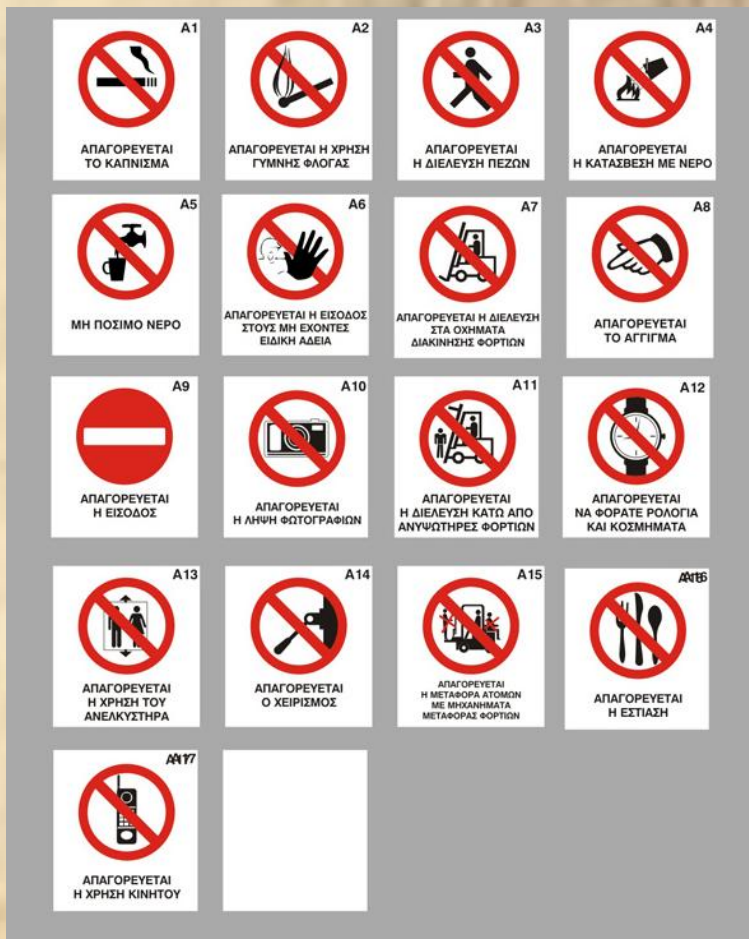 A1
ΑΠΑΓΟΡΕΥΕΤΑΙ
ΤΟ ΚΑΠΝΙΣΜΑ
A2
ΑΠΑΓΟΡΕΥΕΤΑΙ Η ΧΡΗΣΗ
ΓΥΜΝΗΣ ΦΛΟΓΑΣ
A3
ΑΠΑΓΟΡΕΥΕΤΑΙ
Η ΔΙΕΛΕΥΣΗ ΠΕΖΩΝ
A4
ΑΠΑΓΟΡΕΥΕΤΑΙ
Η ΚΑΤΑΣΒΕΣΗ ΜΕ ΝΕΡΟ
A5
ΜΗ ΠΟΣΙΜΟ ΝΕΡΟ
A6
ΑΠΑΓΟΡΕΥΕΤΑΙ Η ΕΙΣΟΔΟΣ
ΣΤΟΥΣ ΜΗ ΕΧΟΝΤΕΣ
ΕΙΔΙΚΗ ΑΔΕΙΑ
A7
ΑΠΑΓΟΡΕΥΕΤΑΙ Η ΔΙΕΛΕΥΣΗ
ΣΤΑ ΟΧΗΜΑΤΑ
ΔΙΑΚΙΝΗΣΗΣ ΦΟΡΤΙΩΝ
A8
ΑΠΑΓΟΡΕΥΕΤΑΙ
ΤΟ ΑΓΓΙΓΜΑ
A9
ΑΠΑΓΟΡΕΥΕΤΑΙ
Η ΕΙΣΟΔΟΣ
A10
ΑΠΑΓΟΡΕΥΕΤΑΙ
Η ΛΗΨΗ ΦΩΤΟΓΡΑΦΙΩΝ
A11
ΑΠΑΓΟΡΕΥΕΤΑΙ
Η ΔΙΕΛΕΥΣΗ ΚΑΤΩ ΑΠΟ
ΑΝΥΨΩΤΗΡΕΣ ΦΟΡΤΙΩΝ
A12
ΑΠΑΓΟΡΕΥΕΤΑΙ
ΝΑ ΦΟΡΑΤΕ ΡΟΛΟΓΙΑ
ΚΑΙ ΚΟΣΜΗΜΑΤΑ
A13
ΑΠΑΓΟΡΕΥΕΤΑΙ
Η ΧΡΗΣΗ ΤΟΥ
ΑΝΕΛΚΥΣΤΗΡΑ
A14
ΑΠΑΓΟΡΕΥΕΤΑΙ
Ο ΧΕΙΡΙΣΜΟΣ
A15
ΑΠΑΓΟΡΕΥΕΤΑΙ
Η ΜΕΤΑΦΟΡΑ ΑΤΟΜΩΝ
ΜΕ ΜΗΧΑΝΗΜΑΤΑ
ΜΕΤΑΦΟΡΑΣ ΦΟΡΤΙΩΝ
ΑΠΑΓΟΡΕΥΕΤΑΙ
Η ΕΣΤΙΑΣΗ
ΑΠΑΓΟΡΕΥΕΤΑΙ
Η ΧΡΗΣΗ ΚΙΝΗΤΟΥ